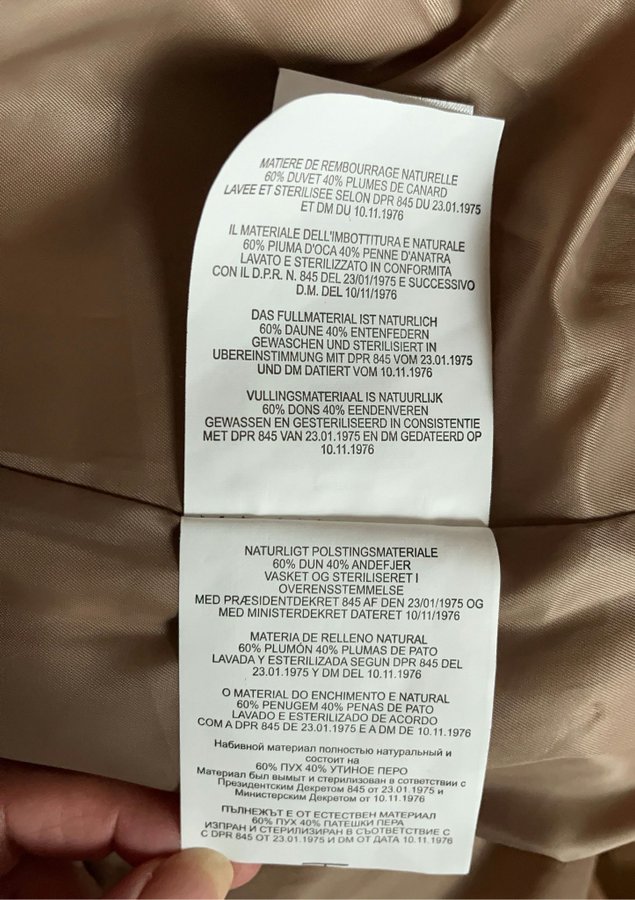 MATIERE DE REMBOURRAGE NATURELLE
60% DUVET 40% PLUMES DE CANARD
LAVEE ET STERILISEE SELON DPR 845 DU 23.01.1975
ET DM DU 10.11.1976
IL MATERIALE DELL'IMBOTTITURA E NATURALE
60% PIUMA D'OCA 40% PENNE D'ANATRA
LAVATO E STERILIZZATO IN CONFORMITA
CON IL D.P.R. N. 845 DEL 23/01/1975 E SUCCESSIVO
D.M. DEL 10/11/1976
DAS FULLMATERIAL IST NATURLICH
60% DAUNE 40% ENTENFEDERN
GEWASCHEN UND STERILISIERT IN
UBEREINSTIMMUNG MIT DPR 845 VOM 23.01.1975
UND DM DATIERT VOM 10.11.1976
VULLINGSMATERIAAL IS NATUURLIJK
60% DONS 40% EENDENVEREN
GEWASSEN EN GESTERILISEERD IN CONSISTENTIE
MET DPR 845 VAN 23.01.1975 EN DM GEDATEERD OP
10.11.1976
NATURLIGT POLSTINGSMATERIALE
60% DUN 40% ANDEFJER
VASKET OG STERILISERET I
OVERENSSTEMMELSE
MED PRÆSIDENTDEKRET 845 AF DEN 23/01/1975 OG
MED MINISTERDEKRET DATERET 10/11/1976
MATERIA DE RELLENO NATURAL
60% PLUMÓN 40% PLUMAS DE PATO
LAVADA Y ESTERILIZADA SEGUN DPR 845 DEL
23.01.1975 Y DM DEL 10.11.1976
O MATERIAL DO ENCHIMENTO E NATURAL
60% PENUGEM 40% PENAS DE PATO
LAVADO E ESTERILIZADO DE ACORDO
COM A DPR 845 DE 23.01.1975 E A DM DE 10.11.1976
Набивной материал полностью натуральный и
состоит на
60% ПУХ 40% УТИНОЕ ПЕРО
Материал был вымыт и стерилизован в сответствии с
Президентским Декретом 845 от 23.01.1975 и
Министерским Декретом от 10.11.1976
ПЪЛНЕЖЪТ Е ОТ ЕСТЕСТВЕН МАТЕРИАЛ
60% ПУХ 40% ПАТЕШКИ ПЕРА
ИЗПРАН И СТЕРИЛИЗИРАН В СЪОТВЕТСТВИЕ С
С DPR 845 ОТ 23.01.1975 И DM ОТ ДАТА 10.11.1976